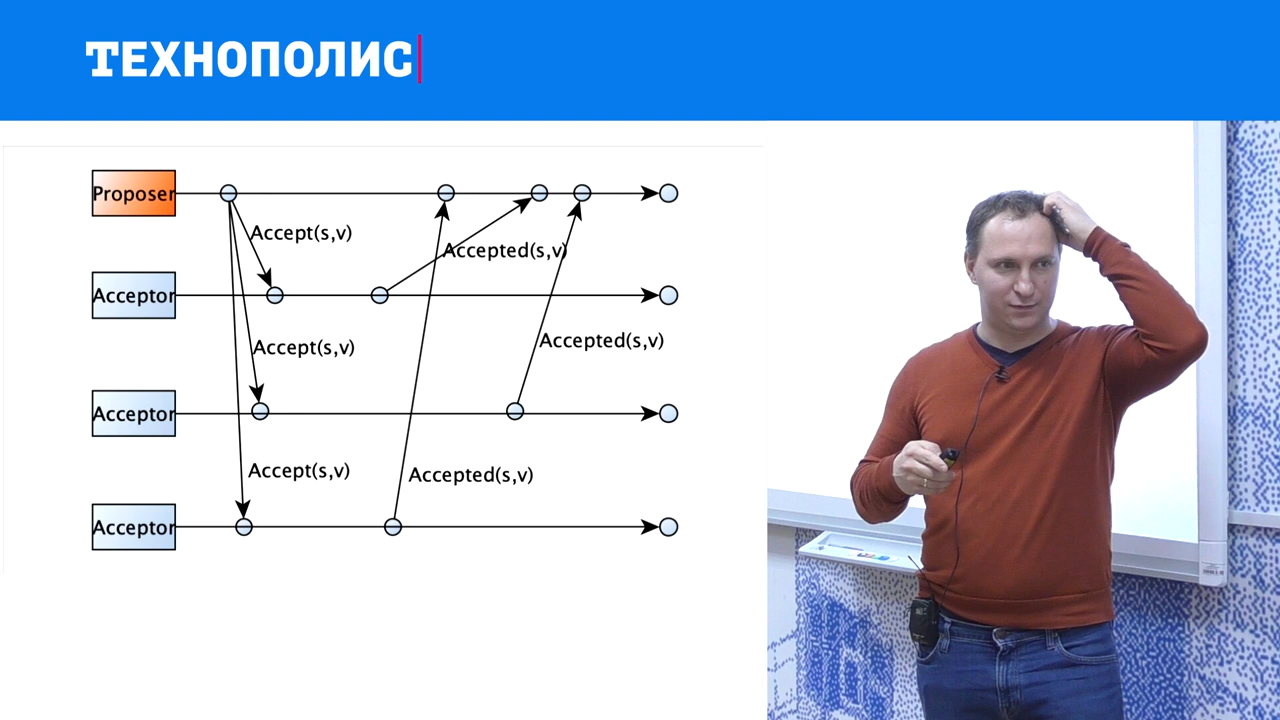 ТЕХНОПОЛИС
Proposer
Accept(s,v)
Accepted(s,v)
Acceptor
Accept(s,v)
Accepted(s,v)
Acceptor
Accept(s,v)
Accepted(s,v)
Acceptor